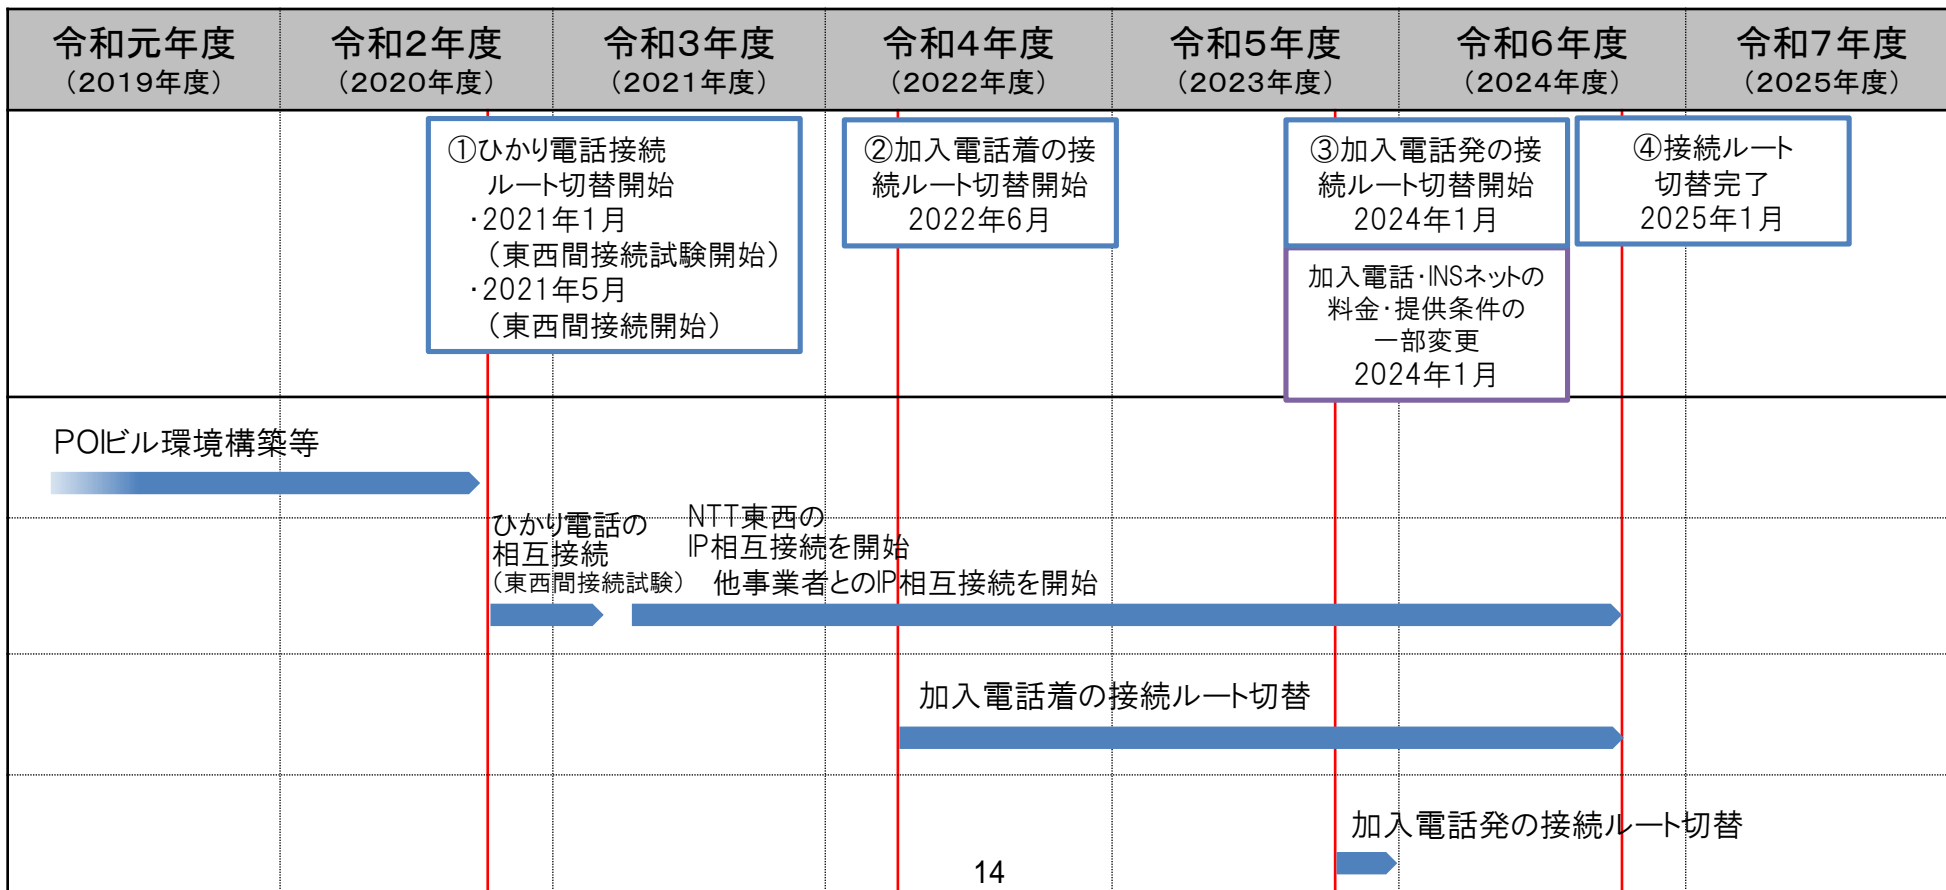 令和元年度
（2019年度）
令和2年度
（2020年度）
令和3年度
（2021年度）
令和4年度
（2022年度）
令和5年度
（2023年度）
令和6年度
（2024年度）
令和7年度
（2025年度）
①ひかり電話接続
ルート切替開始
・2021年1月
（東西間接続試験開始）
・2021年5月
（東西間接続開始）
②加入電話着の接
続ルート切替開始
2022年6月
③加入電話発の接
続ルート切替開始
2024年1月
加入電話・INSネットの
料金・提供条件の
一部変更
2024年1月
④接続ルート
切替完了
2025年1月
POIビル環境構築等
ひかり電話の
相互接続
（東西間接続試験）
NTT東西の
IP相互接続を開始
他事業者とのIP相互接続を開始
加入電話着の接続ルート切替
加入電話発の接続ルート切替
14